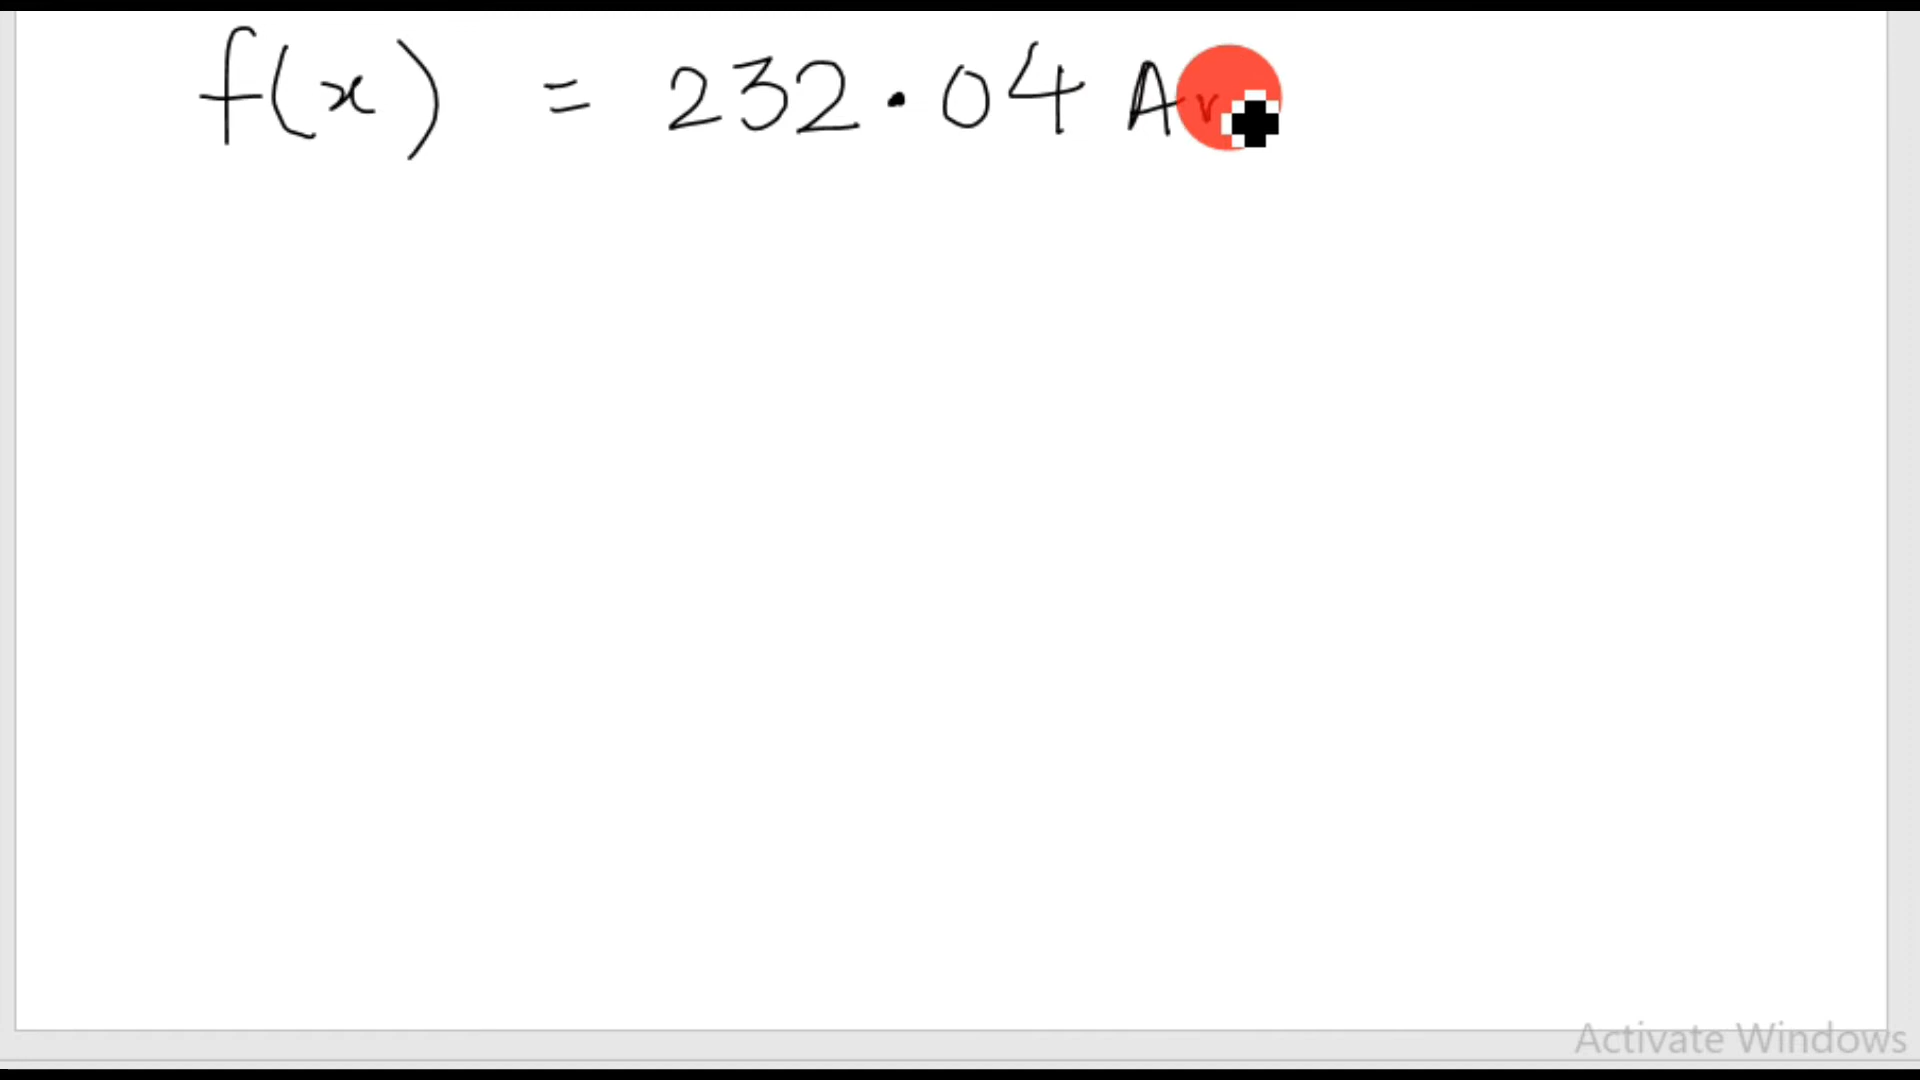 f(x) = 232.04
Activate Windows